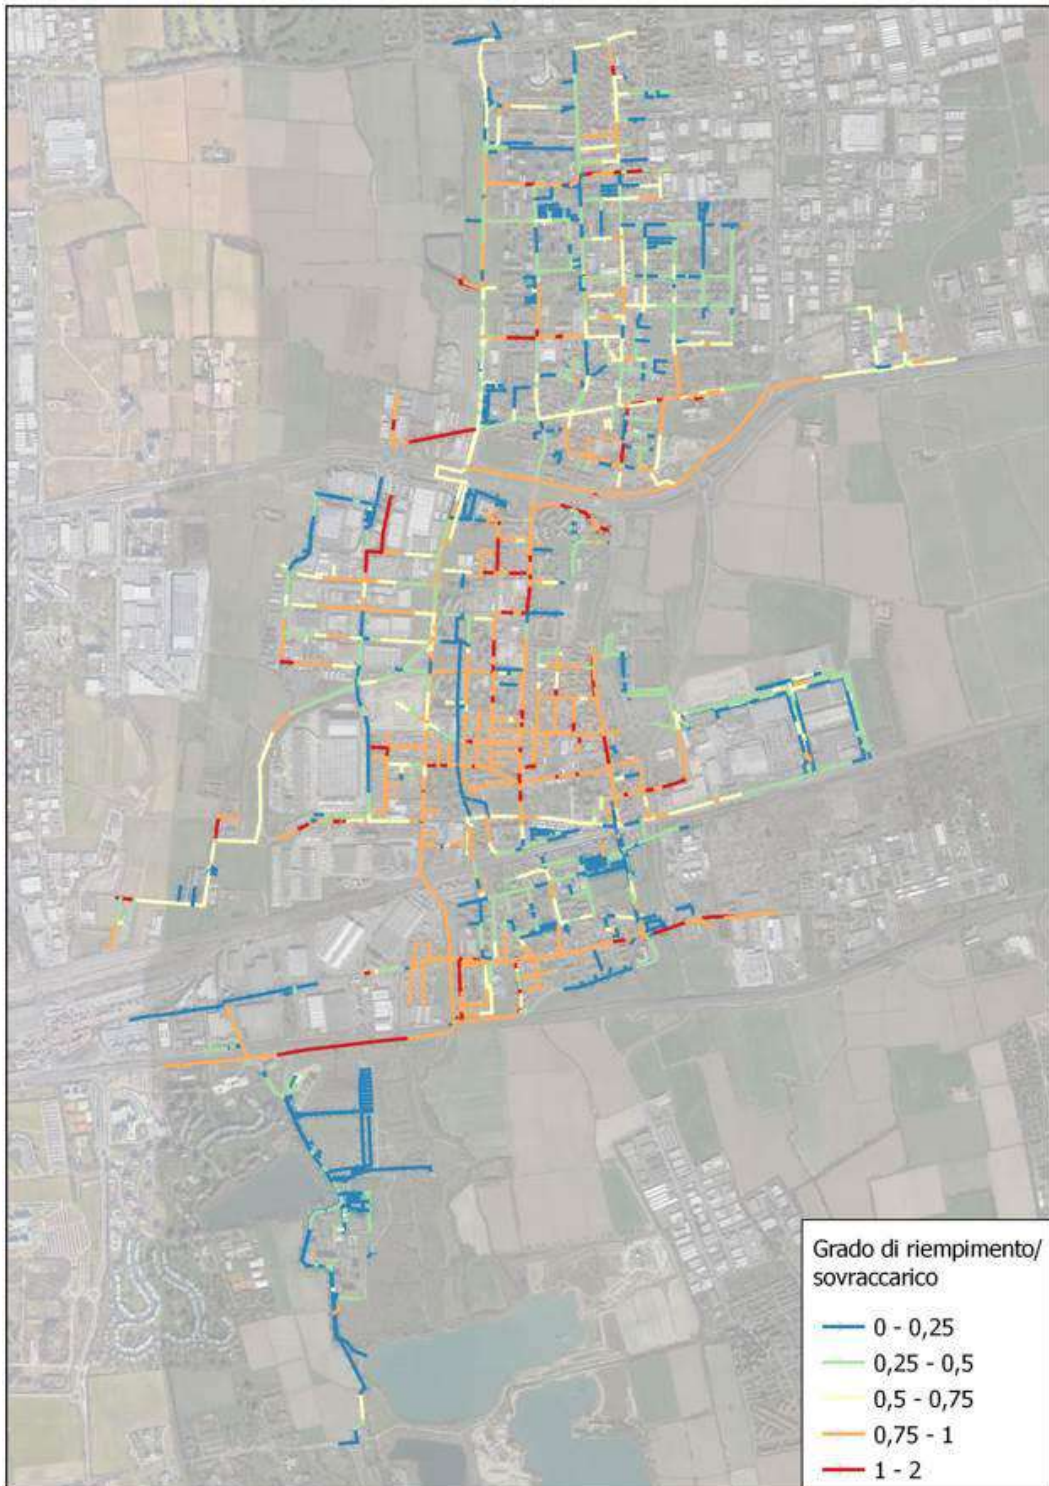 Grado di riempimento/
sovraccarico
0 - 0,25
0,25 - 0,5
0,5 - 0,75
0,75 - 1
1 - 2